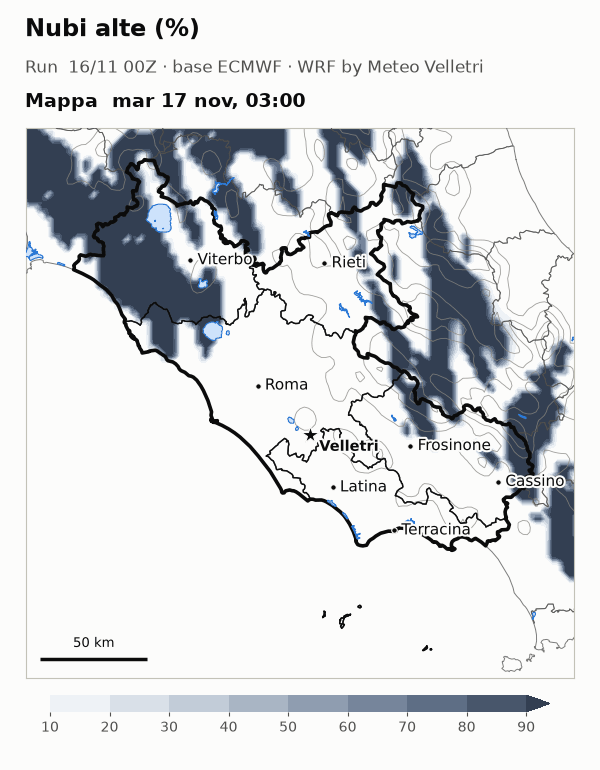 Nubi alte (%)
Run 16/11 00Z · base ECMWF · WRF by Meteo Velletri
Mappa mar 17 nov, 03:00
Viterbo
Rieti
Roma
Velletri
Frosinone
Cassino
Latina
Terracina
50 km
10 20 30 40 50 60 70 80 90